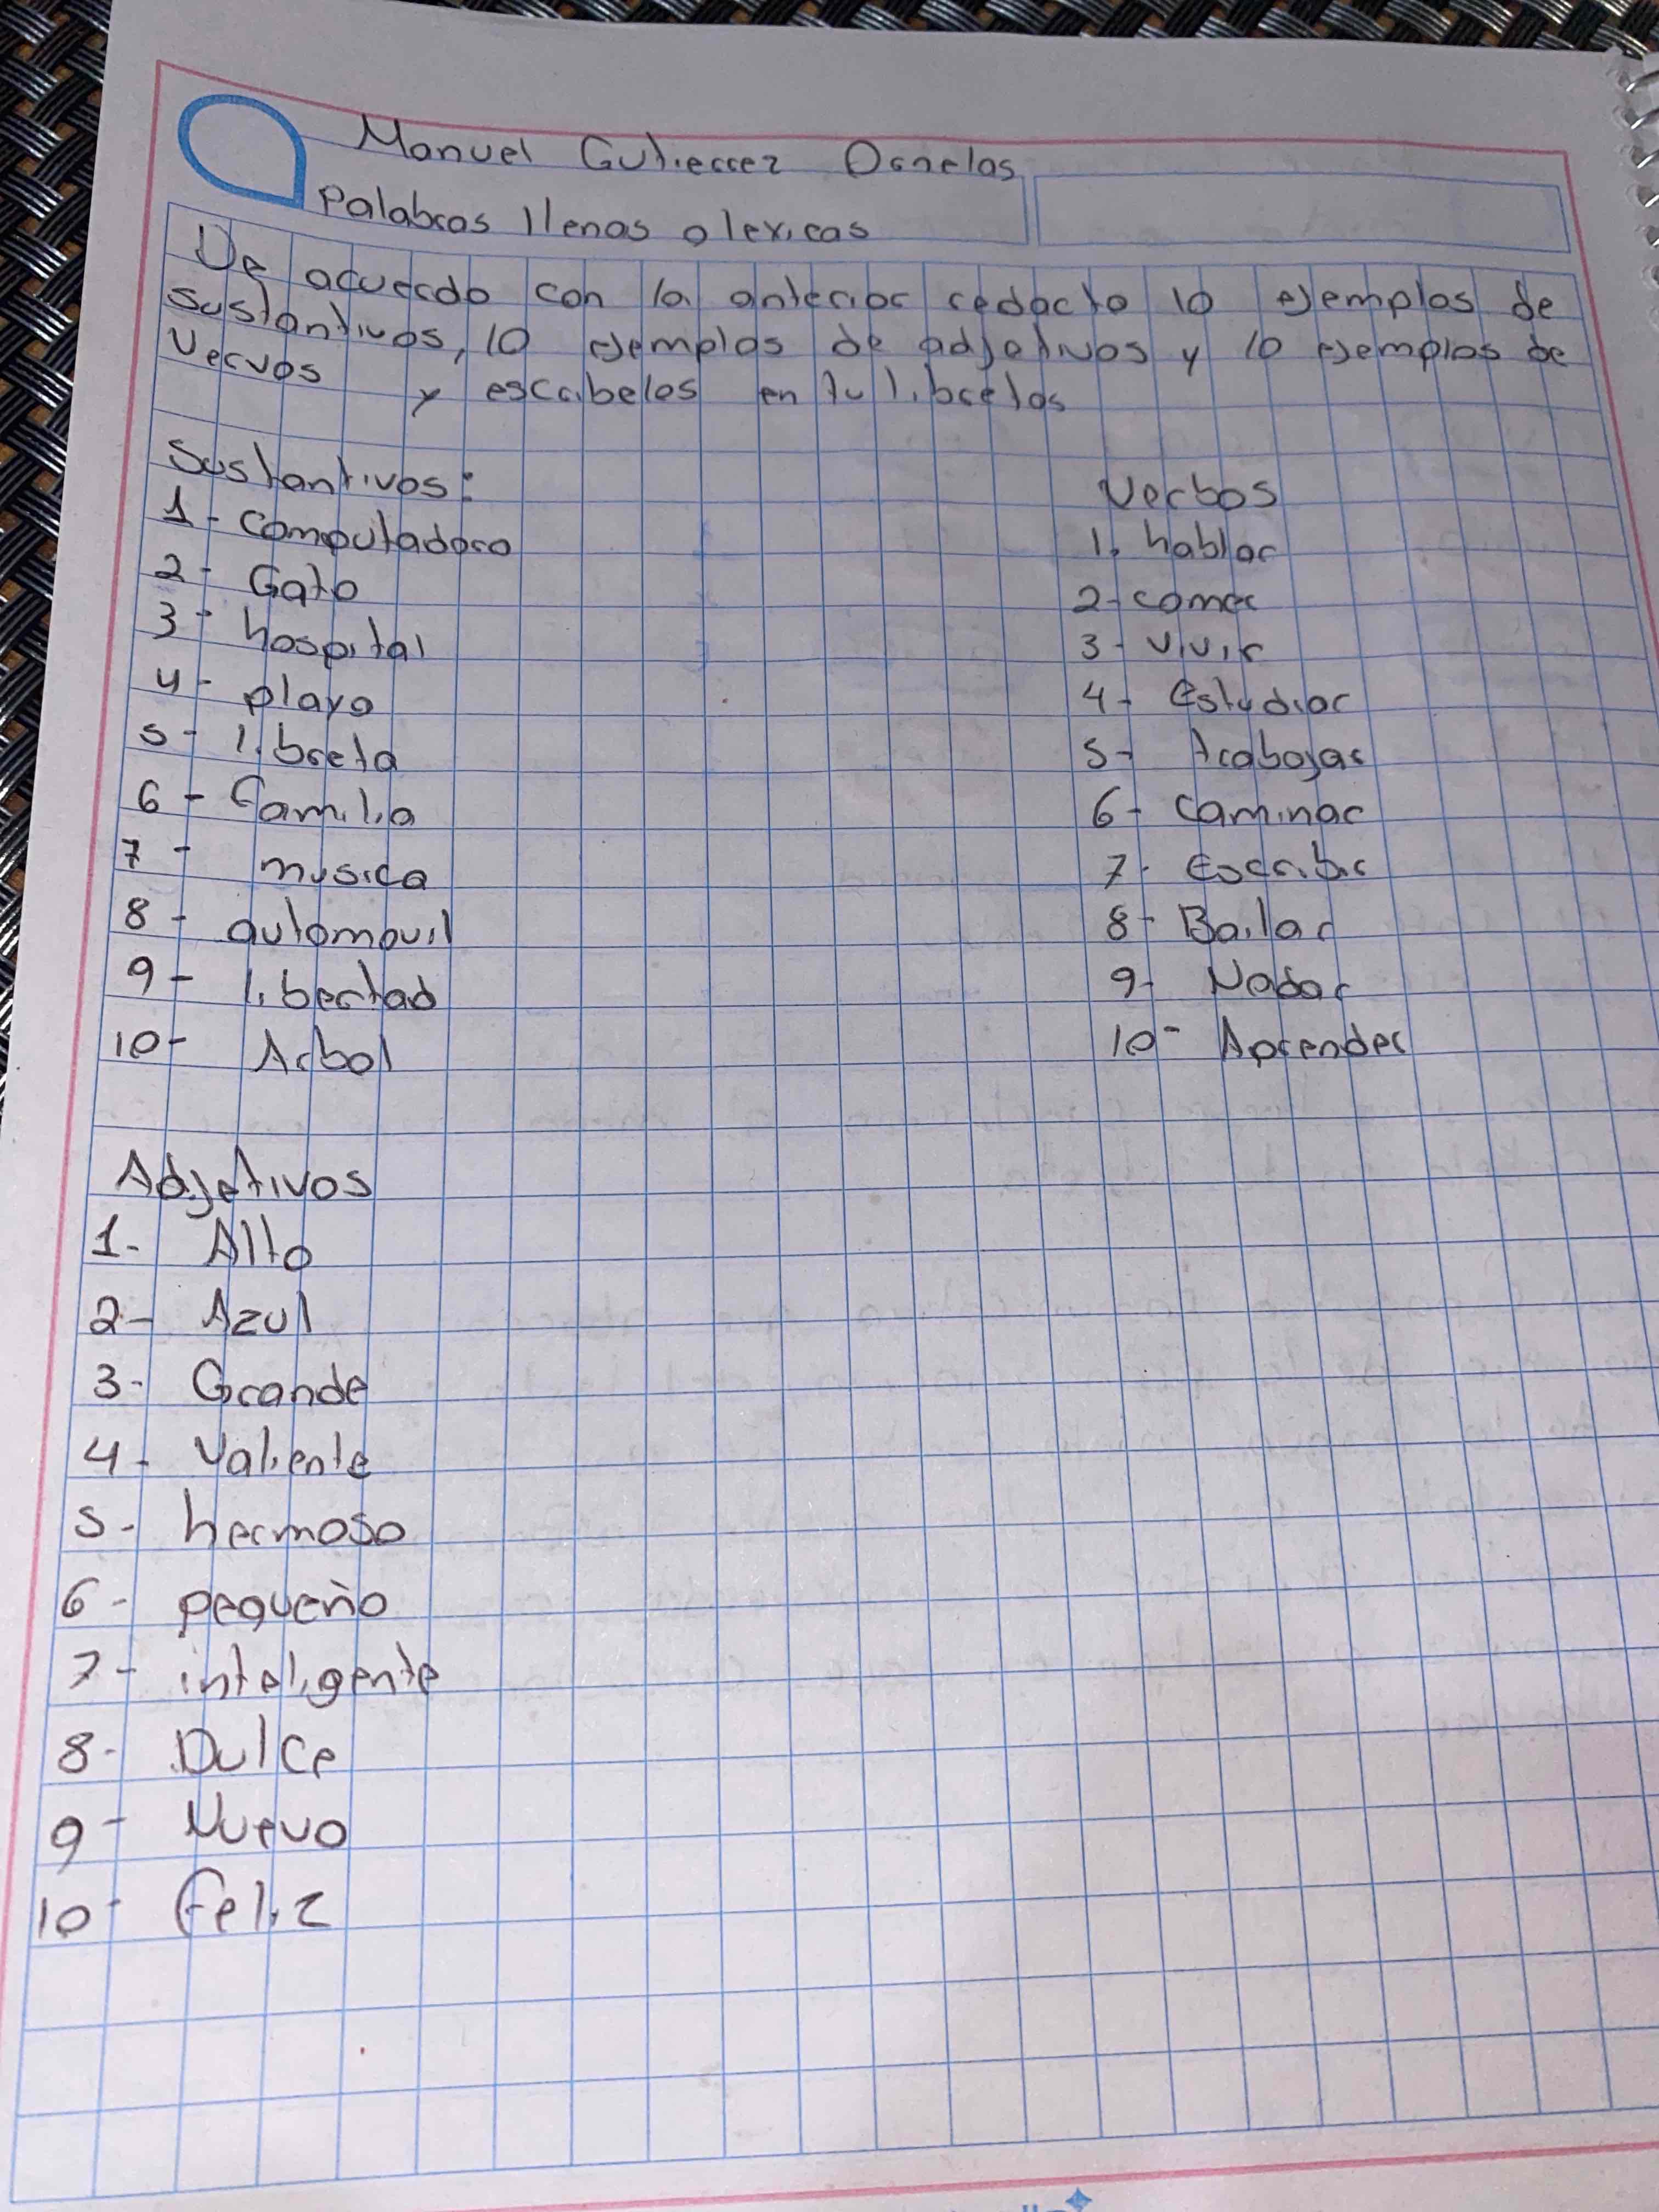 Manuel Gutierrez Ornelas
Palabras llenas o lexicas
De acuerdo con la anterior redacto 10 ejemplos de
sustantivos, 10 ejemplos de adjetivos y 10 ejemplos de
Vervos y escribelos en tu libretas
Sustantivos:
1- computadora
2- Gato
3- hospital
4- playa
5- libreta
6- familia
7- musica
8- automovil
9- libertad
10- Arbol
Verbos
1. hablar
2- comer
3- vivir
4- Estudiar
5- trabajar
6- caminar
7- Escribir
8- Bailar
9- Nadar
10- Aprender
Adjetivos
1- Alto
2- Azul
3- Grande
4- Valiente
5- hermoso
6- pequeño
7- inteligente
8- Dulce
9- Nuevo
10- Feliz